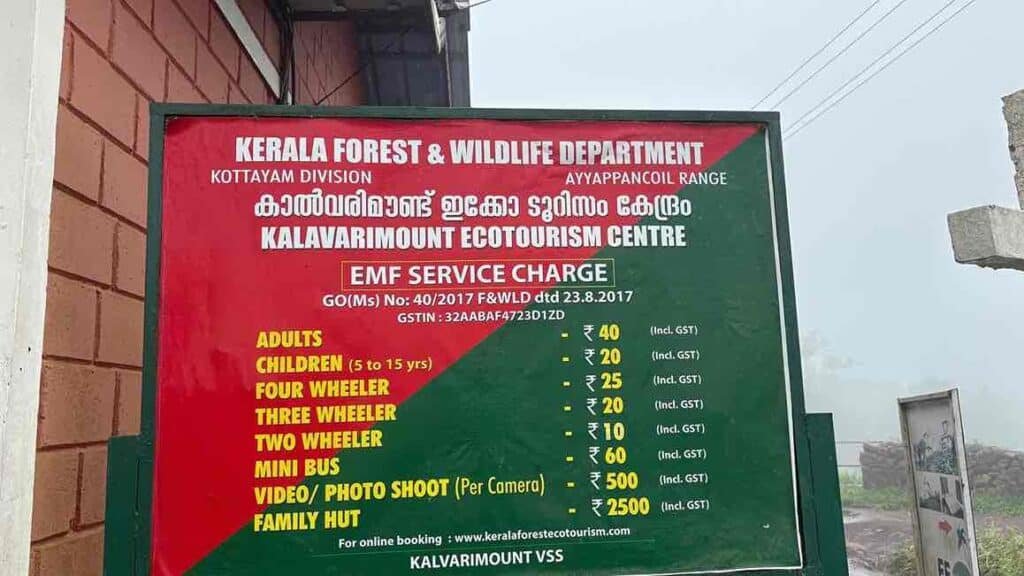 KERALA FOREST & WILDLIFE DEPARTMENT
KOTTAYAM DIVISION AYYAPPANCOIL RANGE
കാൽവരിമൗണ്ട് ഇക്കോ ടൂറിസം കേന്ദ്രം
KALAVARIMOUNT ECOTOURISM CENTRE
EMF SERVICE CHARGE
GO(Ms) No: 40/2017 F&WLD dtd 23.8.2017
GSTIN : 32AABAF4723D1ZD
ADULTS - ₹ 40 (Incl. GST)
CHILDREN (5 to 15 yrs) - ₹ 20 (Incl. GST)
FOUR WHEELER - ₹ 25 (Incl. GST)
THREE WHEELER - ₹ 20 (Incl. GST)
TWO WHEELER - ₹ 10 (Incl. GST)
MINI BUS - ₹ 60 (Incl. GST)
VIDEO/ PHOTO SHOOT (Per Camera) - ₹ 500 (Incl. GST)
FAMILY HUT - ₹ 2500 (Incl. GST)
For online booking : www.keralaforestecotourism.com
KALVARIMOUNT VSS